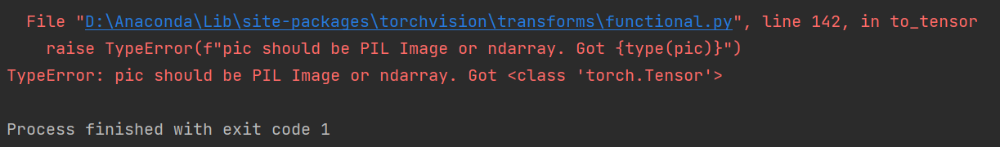 File "D:\Anaconda\Lib\site-packages\torchvision\transforms\functional.py", line 142, in to_tensor
raise TypeError(f"pic should be PIL Image or ndarray. Got {type(pic)}")
TypeError: pic should be PIL Image or ndarray. Got <class 'torch.Tensor'>
Process finished with exit code 1